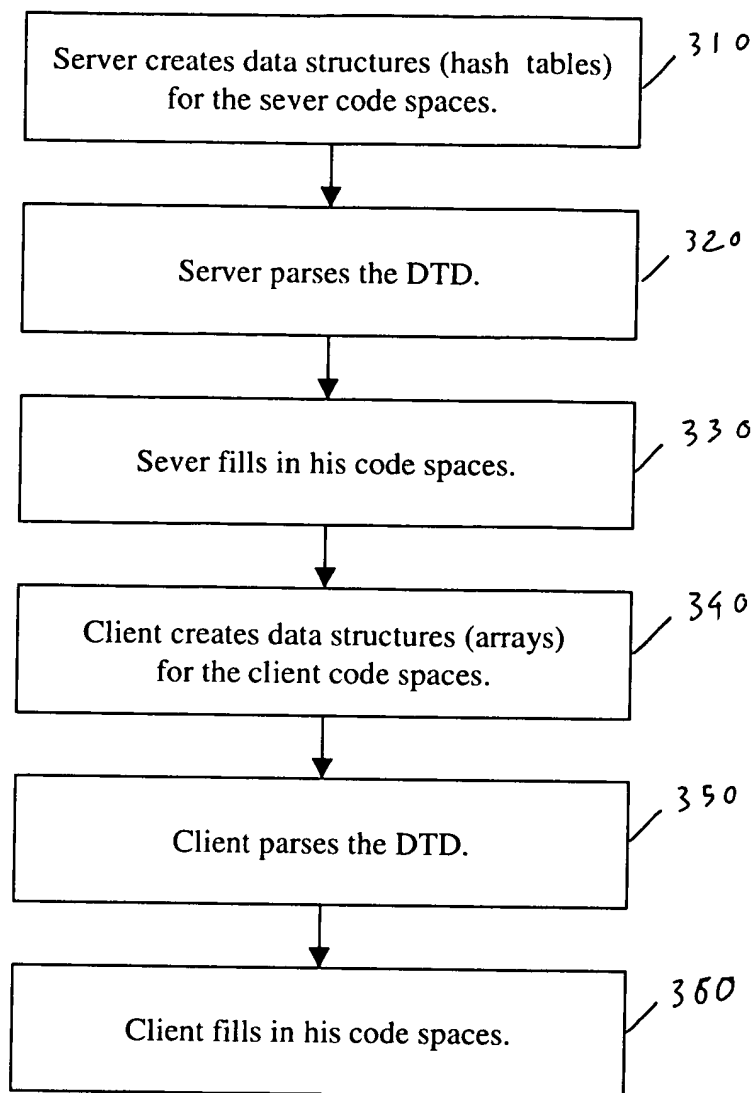 Server creates data structures (hash tables)
for the sever code spaces.
310
Server parses the DTD.
320
Sever fills in his code spaces.
330
Client creates data structures (arrays)
for the client code spaces.
340
Client parses the DTD.
350
Client fills in his code spaces.
360